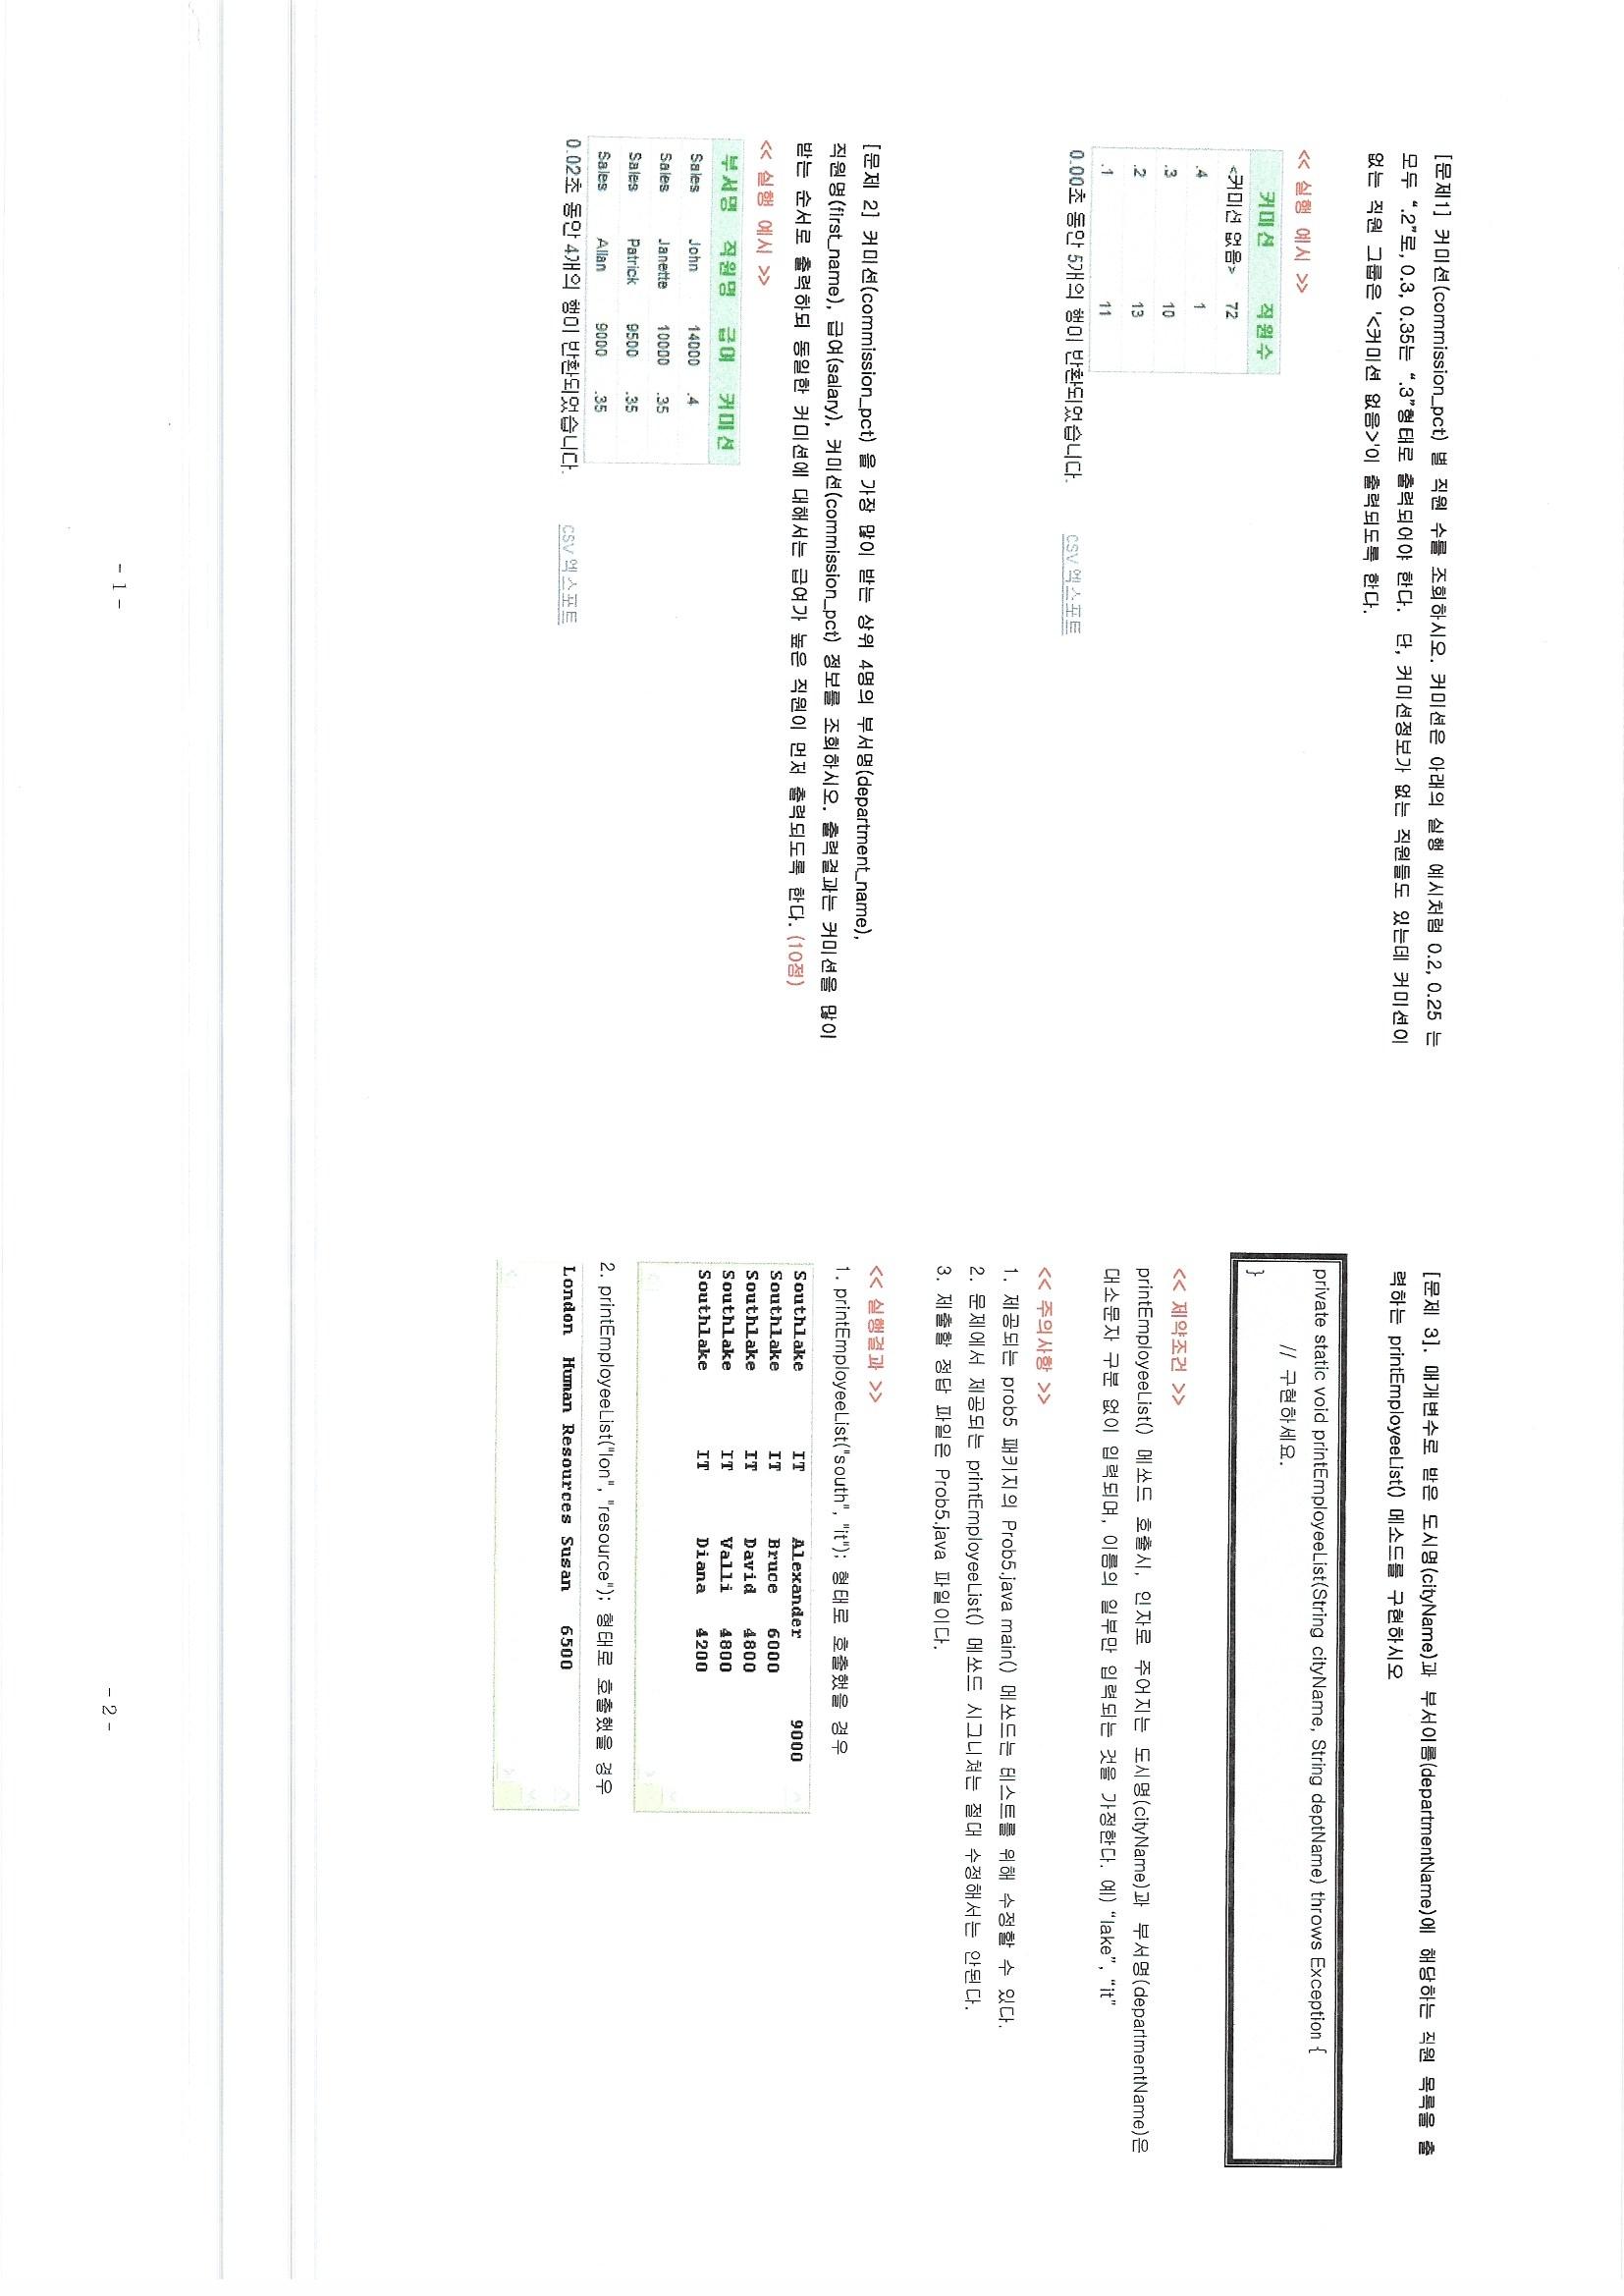 [문제1] 커미션(commission_pct) 별 직원 수를 조회하시오. 커미션은 아래의 실행 예시처럼 0.2, 0.25 는
모두 “.2”로, 0.3, 0.35는 “.3”형태로 출력되어야 한다. 단, 커미션정보가 없는 직원들도 있는데 커미션이
없는 직원 그룹은 '<커미션 없음>'이 출력되도록 한다.
<< 실행 예시 >>
커미션 직원수
<커미션 없음> 72
.4 1
.3 10
.2 13
.1 11
0.00초 동안 5개의 행이 반환되었습니다. CSV 엑스포트
[문제 2] 커미션(commission_pct) 을 가장 많이 받는 상위 4명의 부서명(department_name),
직원명(first_name), 급여(salary), 커미션(commission_pct) 정보를 조회하시오. 출력결과는 커미션을 많이
받는 순서로 출력하되 동일한 커미션에 대해서는 급여가 높은 직원이 먼저 출력되도록 한다. (10점)
<< 실행 예시 >>
부서명 직원명 급여 커미션
Sales John 14000 .4
Sales Janette 10000 .35
Sales Patrick 9500 .35
Sales Allan 9000 .35
0.02초 동안 4개의 행이 반환되었습니다. CSV 엑스포트
- 1 -
[문제 3]. 매개변수로 받은 도시명(cityName)과 부서이름(departmentName)에 해당하는 직원 목록을 출
력하는 printEmployeeList() 메소드를 구현하시오
private static void printEmployeeList(String cityName, String deptName) throws Exception {
// 구현하세요.
}
<< 제약조건 >>
printEmployeeList() 메쏘드 호출시, 인자로 주어지는 도시명(cityName)과 부서명(departmentName)은
대소문자 구분 없이 입력되며, 이름의 일부만 입력되는 것을 가정한다. 예) “lake”, “it”
<< 주의사항 >>
1. 제공되는 prob5 패키지의 Prob5.java main() 메쏘드는 테스트를 위해 수정할 수 있다.
2. 문제에서 제공되는 printEmployeeList() 메쏘드 시그니쳐는 절대 수정해서는 안된다.
3. 제출할 정답 파일은 Prob5.java 파일이다.
<< 실행결과 >>
1. printEmployeeList("south", "it"); 형태로 호출했을 경우
Southlake IT Alexander 9000
Southlake IT Bruce 6000
Southlake IT David 4800
Southlake IT Valli 4800
Southlake IT Diana 4200
2. printEmployeeList("lon", "resource"); 형태로 호출했을 경우
London Human Resources Susan 6500
- 2 -